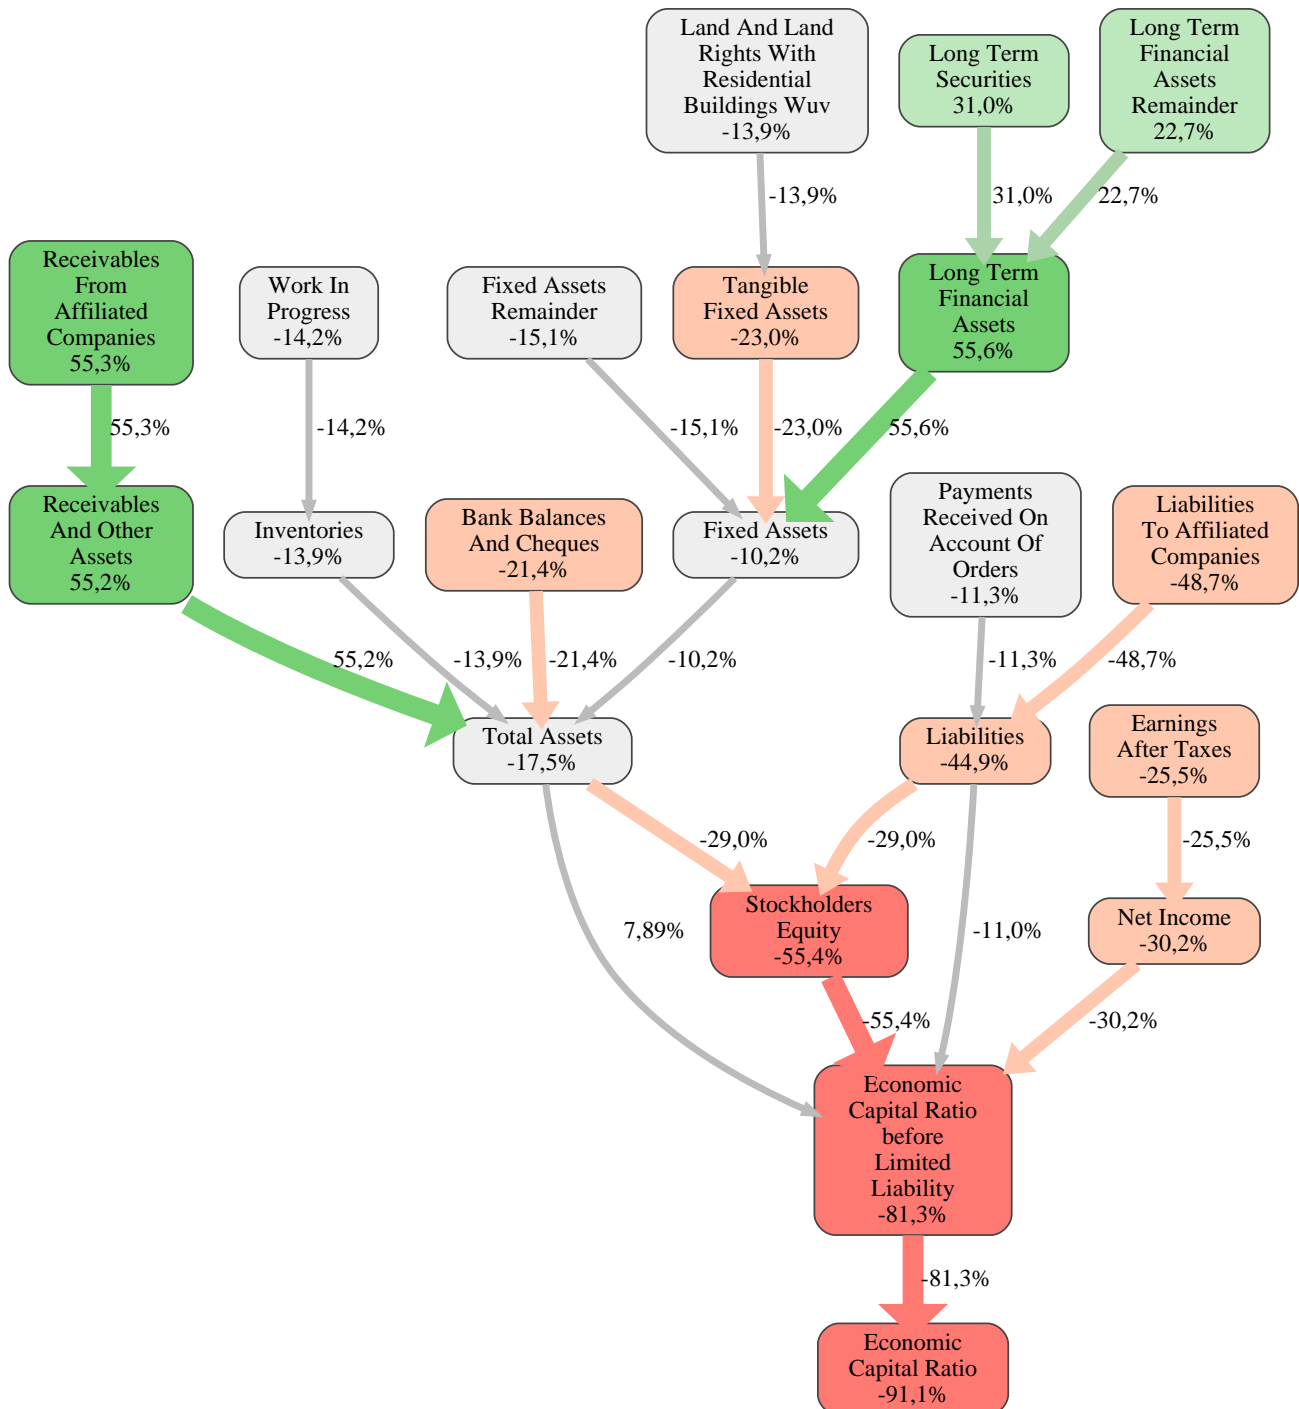 Land And Land
Rights With
Residential
Buildings Wuv
-13,9%
Long Term
Securities
31,0%
Long Term
Financial
Assets
Remainder
22,7%
-13,9%
31,0%
22,7%
Receivables
From
Affiliated
Companies
55,3%
Work In
Progress
-14,2%
Fixed Assets
Remainder
-15,1%
Tangible
Fixed Assets
-23,0%
Long Term
Financial
Assets
55,6%
55,3%
-14,2%
-15,1%
-23,0%
55,6%
Receivables
And Other
Assets
55,2%
Inventories
-13,9%
Bank Balances
And Cheques
-21,4%
Fixed Assets
-10,2%
Payments
Received On
Account Of
Orders
-11,3%
Liabilities
To Affiliated
Companies
-48,7%
55,2%
-13,9%
-21,4%
-10,2%
-11,3%
-48,7%
Total Assets
-17,5%
Liabilities
-44,9%
Earnings
After Taxes
-25,5%
-29,0%
-29,0%
-25,5%
7,89%
Stockholders
Equity
-55,4%
-11,0%
Net Income
-30,2%
-55,4%
-30,2%
Economic
Capital Ratio
before
Limited
Liability
-81,3%
-81,3%
Economic
Capital Ratio
-91,1%